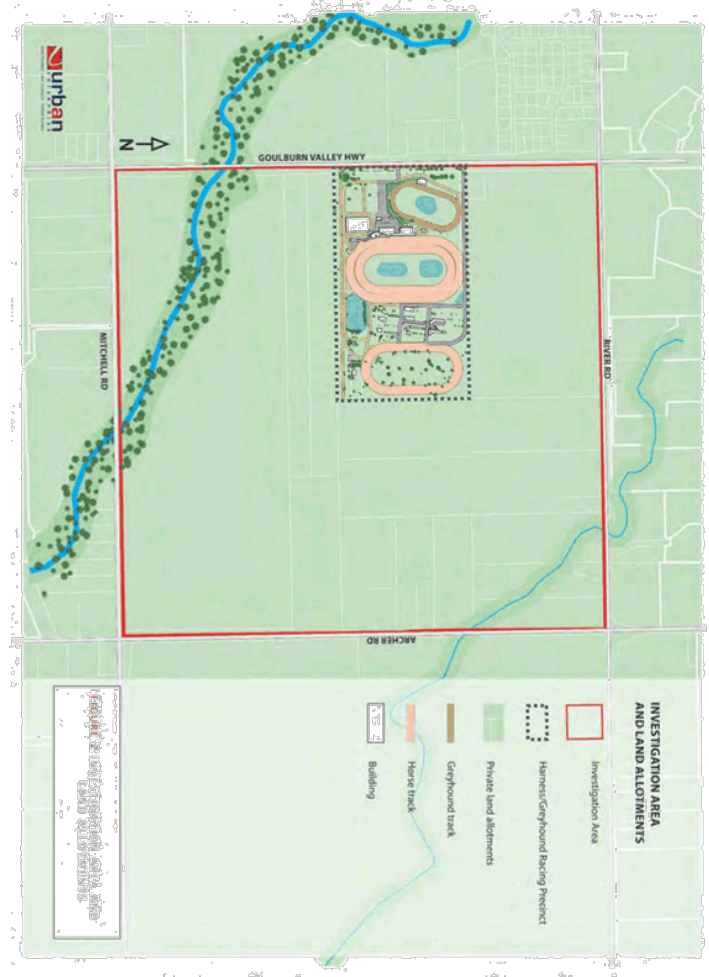 INVESTIGATION AREA
AND LAND ALLOTMENTS
Investigation Area
Harness/Greyhound Racing Precinct
Private land allotments
Greyhound track
Horse track
Building
RIVER RD
GOULBURN VALLEY HWY
ARCHER RD
MITCHELL RD
N
urban